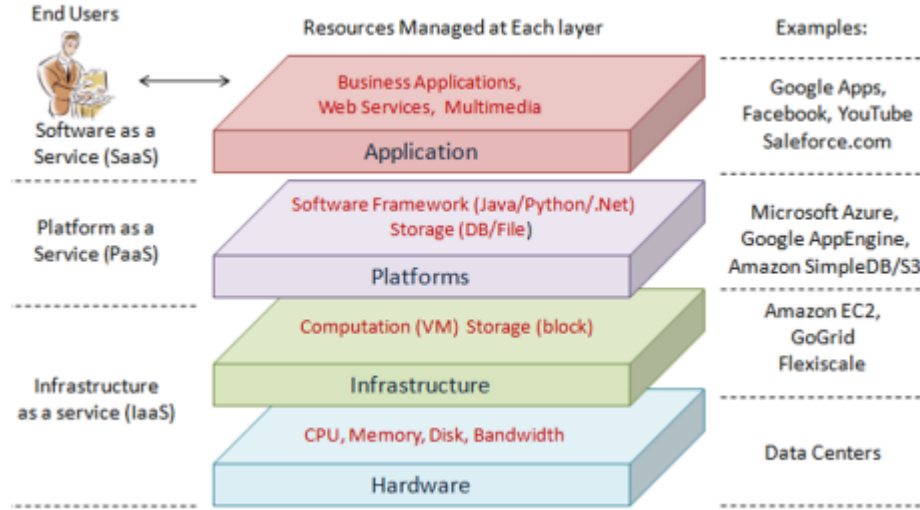 End Users
Resources Managed at Each layer
Examples:
Business Applications,
Web Services, Multimedia
Application
Software as a
Service (SaaS)
Google Apps,
Facebook, YouTube
Saleforce.com
Software Framework (Java/Python/.Net)
Storage (DB/File)
Platforms
Platform as a
Service (PaaS)
Microsoft Azure,
Google AppEngine,
Amazon SimpleDB/S3
Computation (VM) Storage (block)
Infrastructure
Amazon EC2,
GoGrid
Flexiscale
Infrastructure
as a service (IaaS)
CPU, Memory, Disk, Bandwidth
Hardware
Data Centers